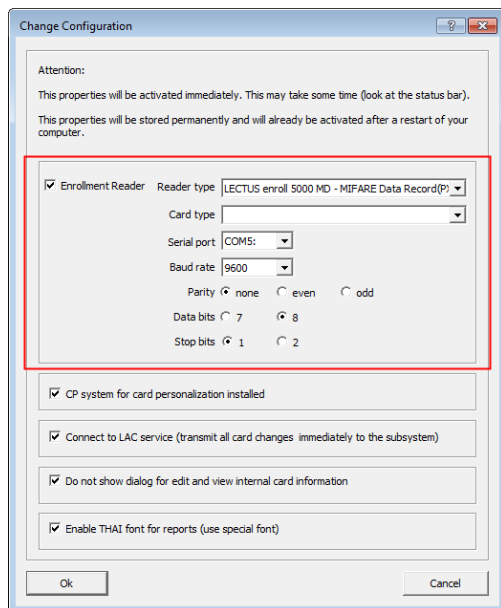 Change Configuration
Attention:
This properties will be activated immediately. This may take some time (look at the status bar).
This properties will be stored permanently and will already be activated after a restart of your
computer.
Enrollment Reader Reader type LECTUS enroll 5000 MD - MIFARE Data Record(P
Card type
Serial port COM5:
Baud rate 9600
Parity none even odd
Data bits 7 8
Stop bits 1 2
CP system for card personalization installed
Connect to LAC service (transmit all card changes immediately to the subsystem)
Do not show dialog for edit and view internal card information
Enable THAI font for reports (use special font)
Ok Cancel